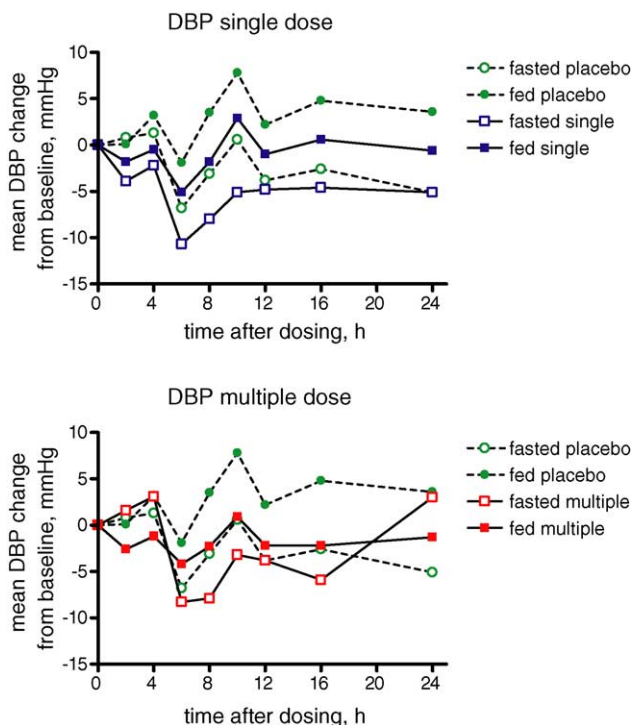 DBP single dose
mean DBP change
from baseline, mmHg
10
5
0
-5
-10
-15
0
4
8
12
16
20
24
time after dosing, h
fasted placebo
fed placebo
fasted single
fed single
DBP multiple dose
mean DBP change
from baseline, mmHg
10
5
0
-5
-10
-15
0
4
8
12
16
20
24
time after dosing, h
fasted placebo
fed placebo
fasted multiple
fed multiple